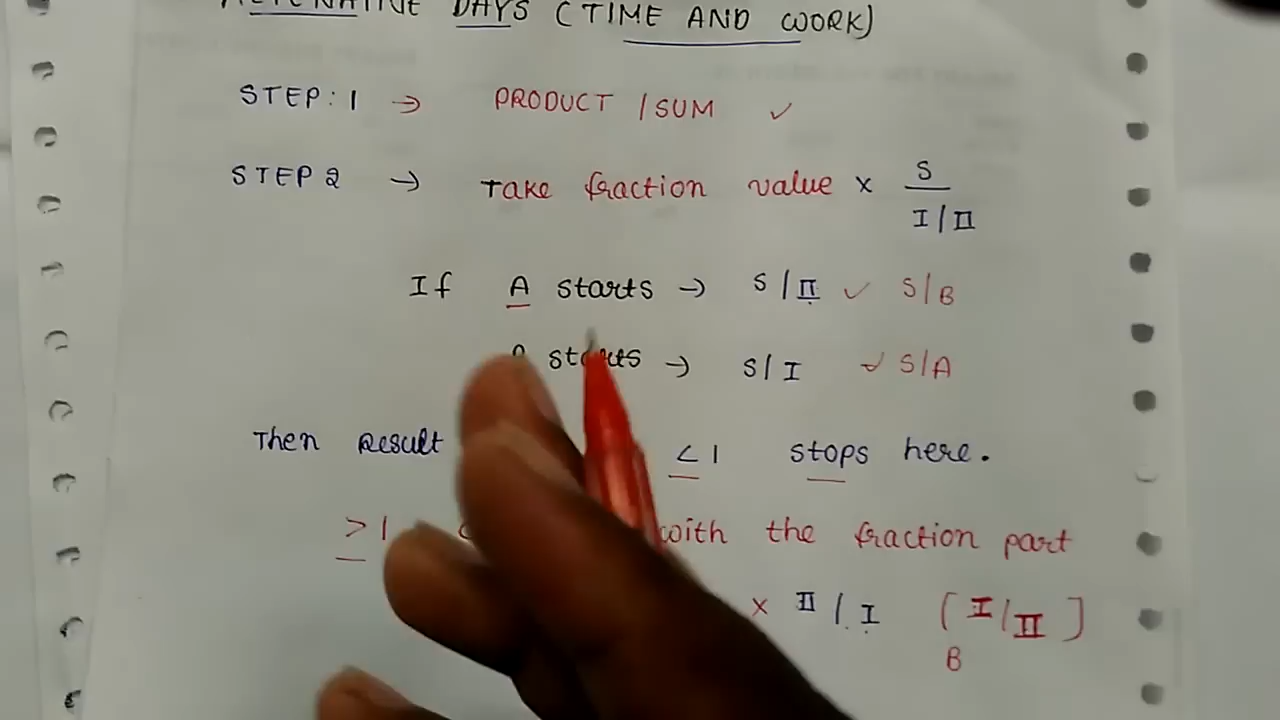 DAYS (TIME AND WORK)
STEP: 1 → PRODUCT / SUM ✓
STEP 2 → Take fraction value x S / I/II
If A starts → S/II ✓ S/B
starts → S/I ✓ S/A
Then Result <1 stops here.
>1 with the fraction part
x II / I [I/II]
B